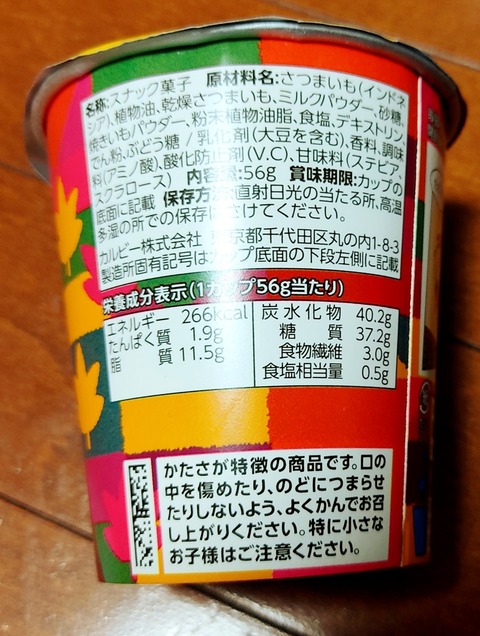 名称:スナック菓子 原材料名:さつまいも(インドネ
シア)、植物油、乾燥さつまいも、ミルクパウダー、砂糖、
焼きいもパウダー、粉末植物油脂、食塩、デキストリン、
でん粉、ぶどう糖/乳化剤(大豆を含む)、香料、調味
料(アミノ酸)、酸化防止剤(V.C)、甘味料(ステビア、
スクラロース) 内容量:56g 賞味期限:カップの
底面に記載 保存方法:直射日光の当たる所、高温
多湿の所での保存はさけてください。
カルビー株式会社 東京都千代田区丸の内1-8-3
製造所固有記号はカップ底面の下段左側に記載
栄養成分表示(1カップ56g当たり)
エネルギー 266kcal
たんぱく質 1.9g
脂質 11.5g
炭水化物 40.2g
糖質 37.2g
食物繊維 3.0g
食塩相当量 0.5g
かたさが特徴の商品です。口の
中を傷めたり、のどにつまらせ
たりしないよう、よくかんでお召
し上がりください。特に小さな
お子様はご注意ください。